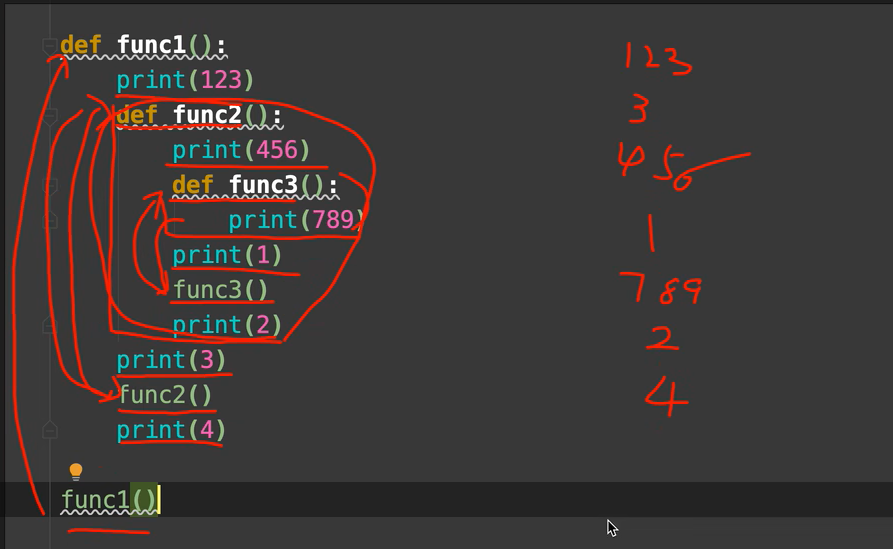 def func1():
    print(123)
    def func2():
        print(456)
        def func3():
            print(789)
        print(1)
        func3()
        print(2)
    print(3)
    func2()
    print(4)
func1()
123
3
456
1
789
2
4